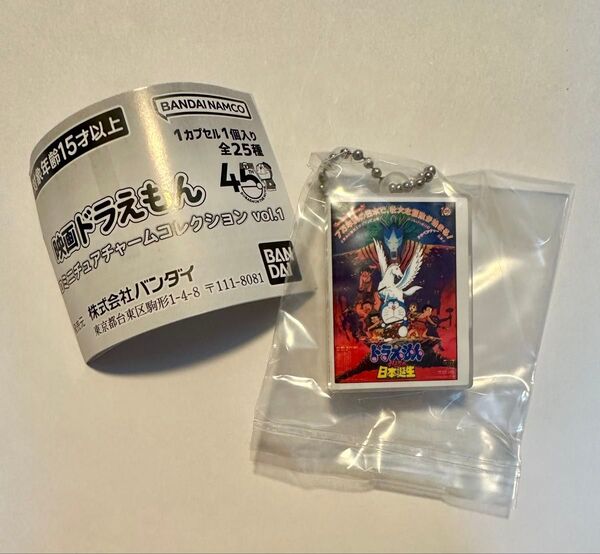 対象年齢15才以上
BANDAI NAMCO
1カプセル1個入り
全25種
45
映画ドラえもん
ミニチュアチャームコレクション vol.1
BAN
DAI
株式会社バンダイ
東京都台東区駒形1-4-8 〒111-8081
ドラえもん
日本誕生